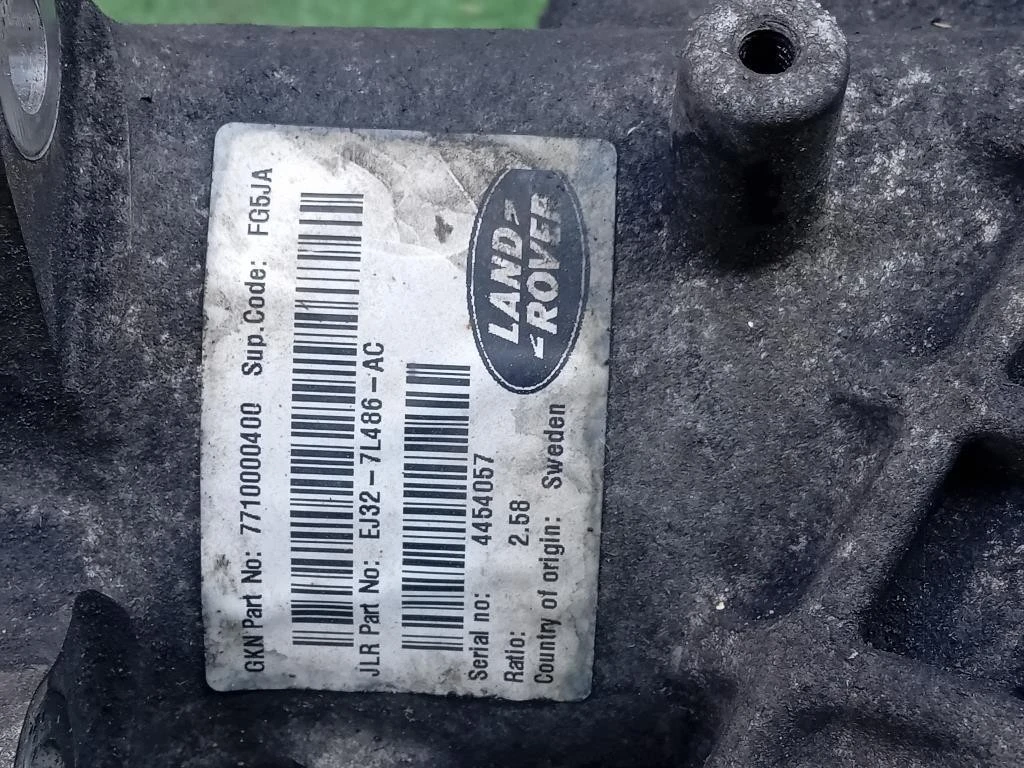 GKN Part No: 7710000400 Sup.Code: FG5JA
JLR Part No: EJ32-7L486-AC
Serial no: 4454057
Ratio: 2.58
Country of origin: Sweden
LAND
ROVER